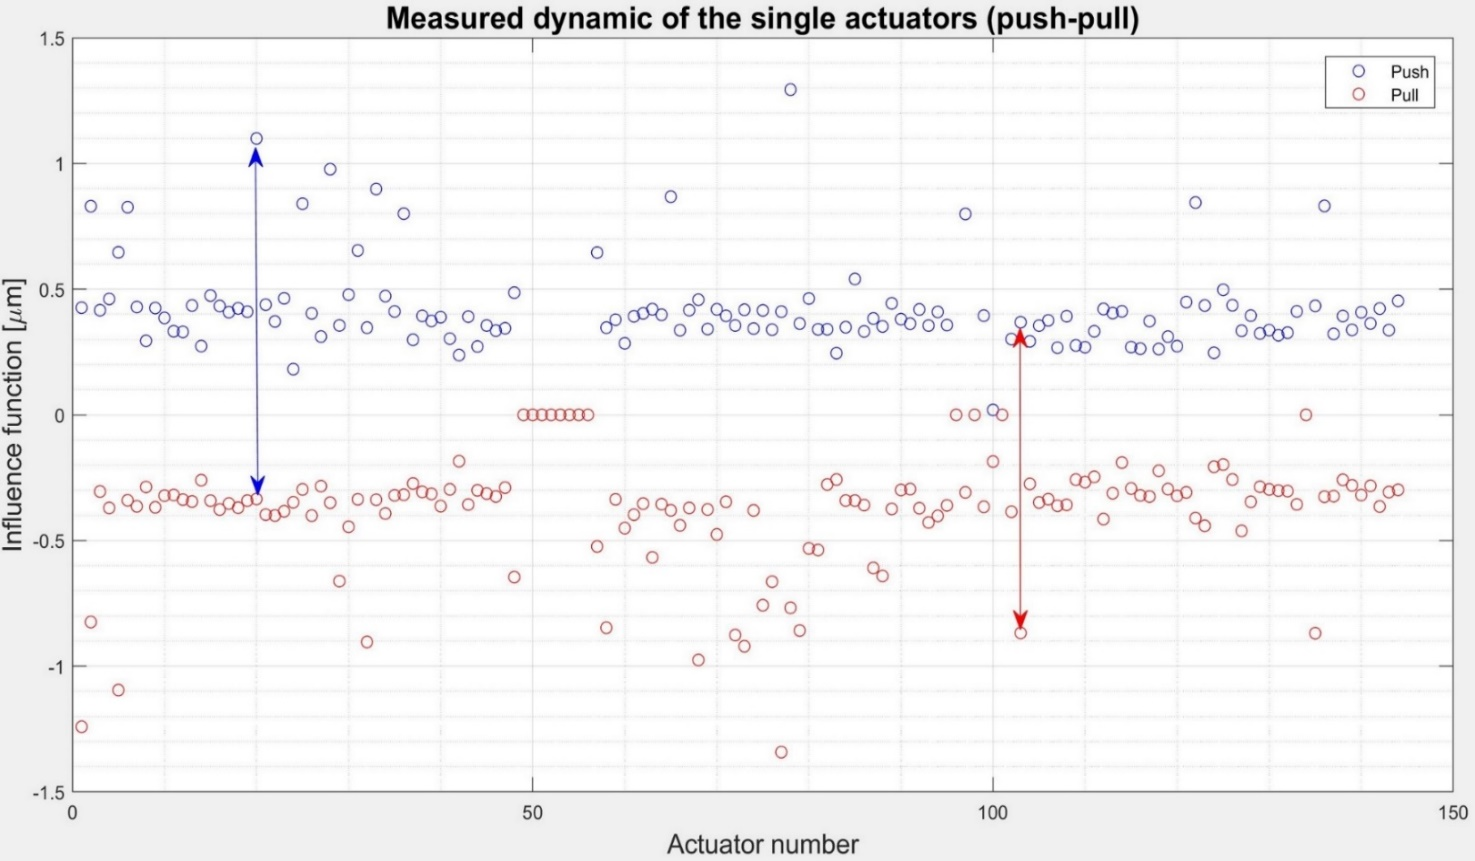 Measured dynamic of the single actuators (push-pull)
1.5
1
0.5
0
-0.5
-1
-1.5
Influence function [μm]
Push
Pull
0
50
100
150
Actuator number